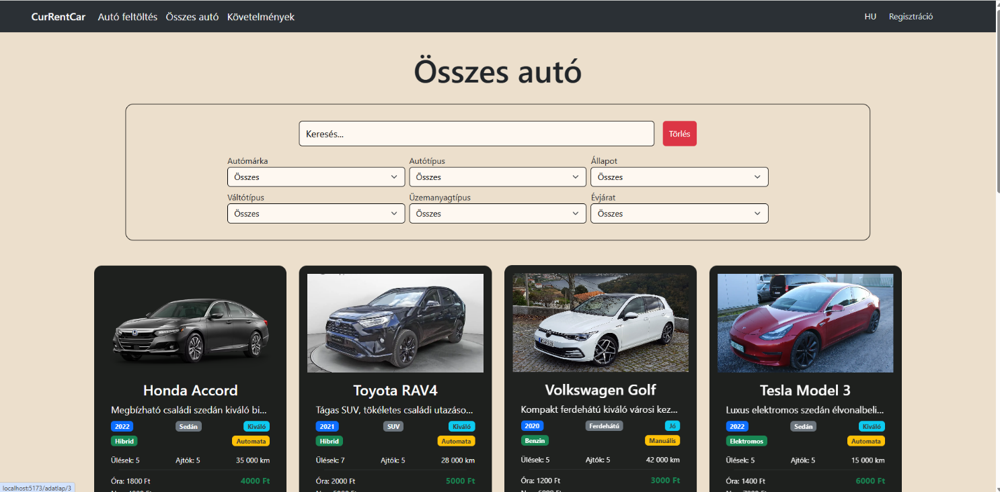 CurRentCar Autó feltöltés Összes autó Követelmények HU Regisztráció
Összes autó
Keresés... Törlés
Autómárka Autótípus Állapot
Összes Összes Összes
Váltótípus Üzemanyagtípus Évjárat
Összes Összes Összes
Honda Accord
Megbízható családi szedán kiváló bi...
2022 Sedán Kiváló
Hibrid Automata
Ülések: 5 Ajtók: 5 35 000 km
Óra: 1800 Ft 4000 Ft
Toyota RAV4
Tágas SUV, tökéletes családi utazáso...
2021 SUV Kiváló
Hibrid Automata
Ülések: 7 Ajtók: 5 28 000 km
Óra: 2000 Ft 5000 Ft
Volkswagen Golf
Kompakt ferdehátú kiváló városi kez...
2020 Ferdehátú Jó
Benzin Manuális
Ülések: 5 Ajtók: 5 42 000 km
Óra: 1200 Ft 3000 Ft
Tesla Model 3
Luxus elektromos szedán élvonalbeli...
2022 Sedán Kiváló
Elektromos Automata
Ülések: 5 Ajtók: 5 15 000 km
Óra: 1400 Ft 6000 Ft
localhost:5173/adatlap/3